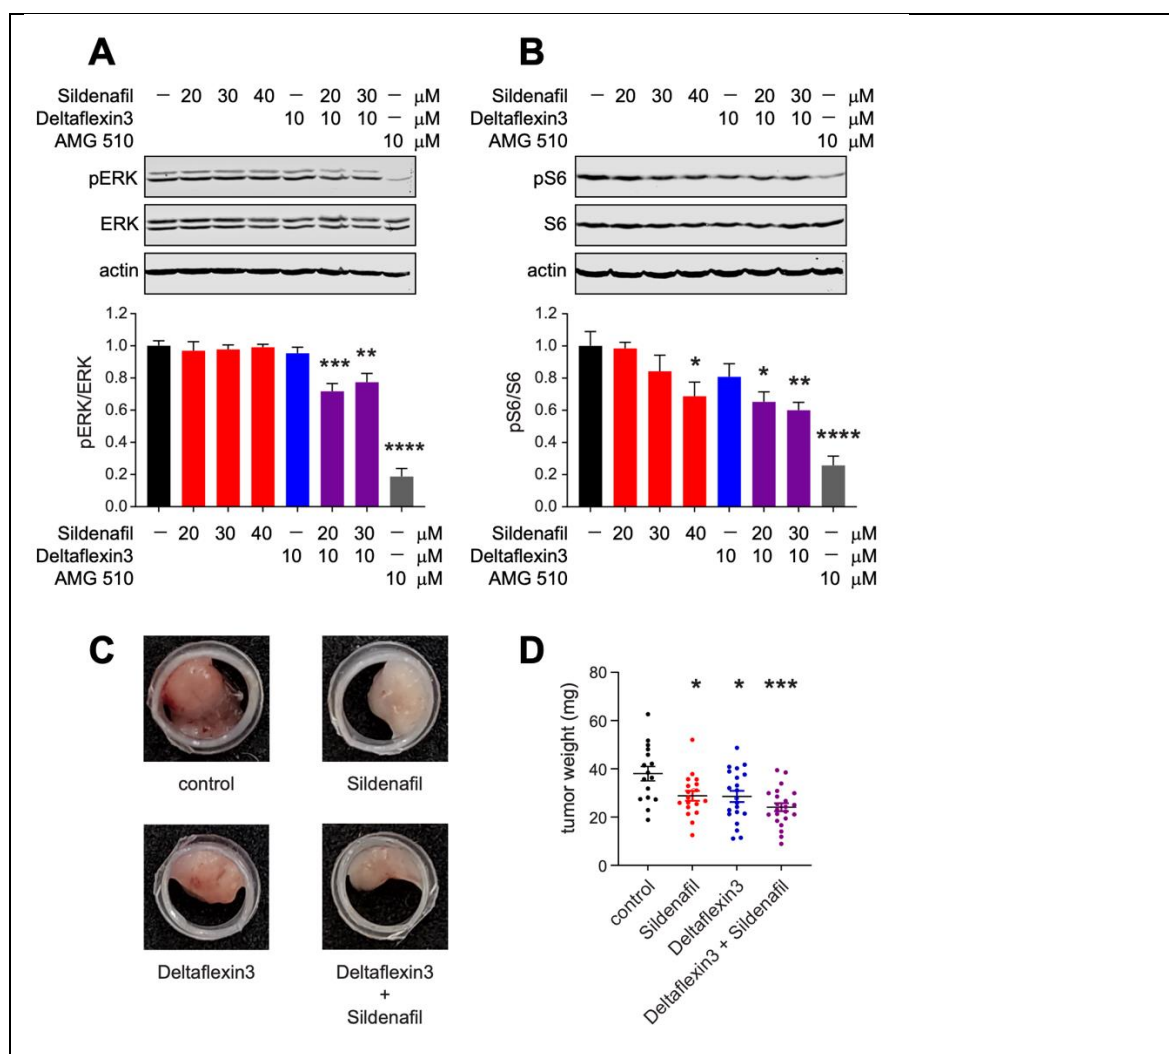 A
Sildenafil – 20 30 40 – 20 30 – μM
Deltaflexin3 10 10 10 – μM
AMG 510 10 μM
pERK
ERK
actin
1.2
1.0
0.8
0.6
0.4
0.2
0.0
pERK/ERK
***
**
****
Sildenafil – 20 30 40 – 20 30 – μM
Deltaflexin3 10 10 10 – μM
AMG 510 10 μM
B
Sildenafil – 20 30 40 – 20 30 – μM
Deltaflexin3 10 10 10 – μM
AMG 510 10 μM
pS6
S6
actin
1.2
1.0
0.8
0.6
0.4
0.2
0.0
pS6/S6
*
*
**
****
Sildenafil – 20 30 40 – 20 30 – μM
Deltaflexin3 10 10 10 – μM
AMG 510 10 μM
C
control
Sildenafil
Deltaflexin3
Deltaflexin3
+
Sildenafil
D
80
60
40
20
0
tumor weight (mg)
* * ***
control
Sildenafil
Deltaflexin3
Deltaflexin3 + Sildenafil